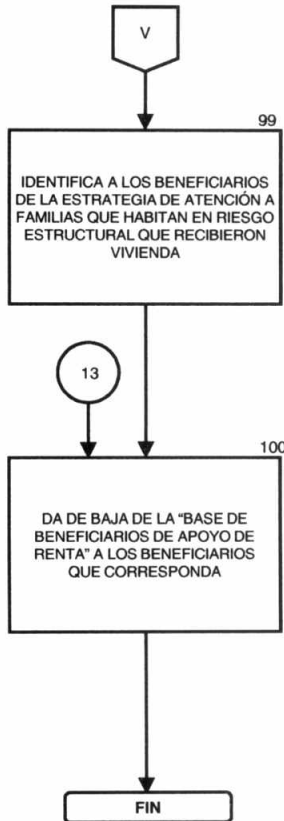 V
99
IDENTIFICA A LOS BENEFICIARIOS
DE LA ESTRATEGIA DE ATENCIÓN A
FAMILIAS QUE HABITAN EN RIESGO
ESTRUCTURAL QUE RECIBIERON
VIVIENDA
13
100
DA DE BAJA DE LA “BASE DE
BENEFICIARIOS DE APOYO DE
RENTA” A LOS BENEFICIARIOS
QUE CORRESPONDA
FIN